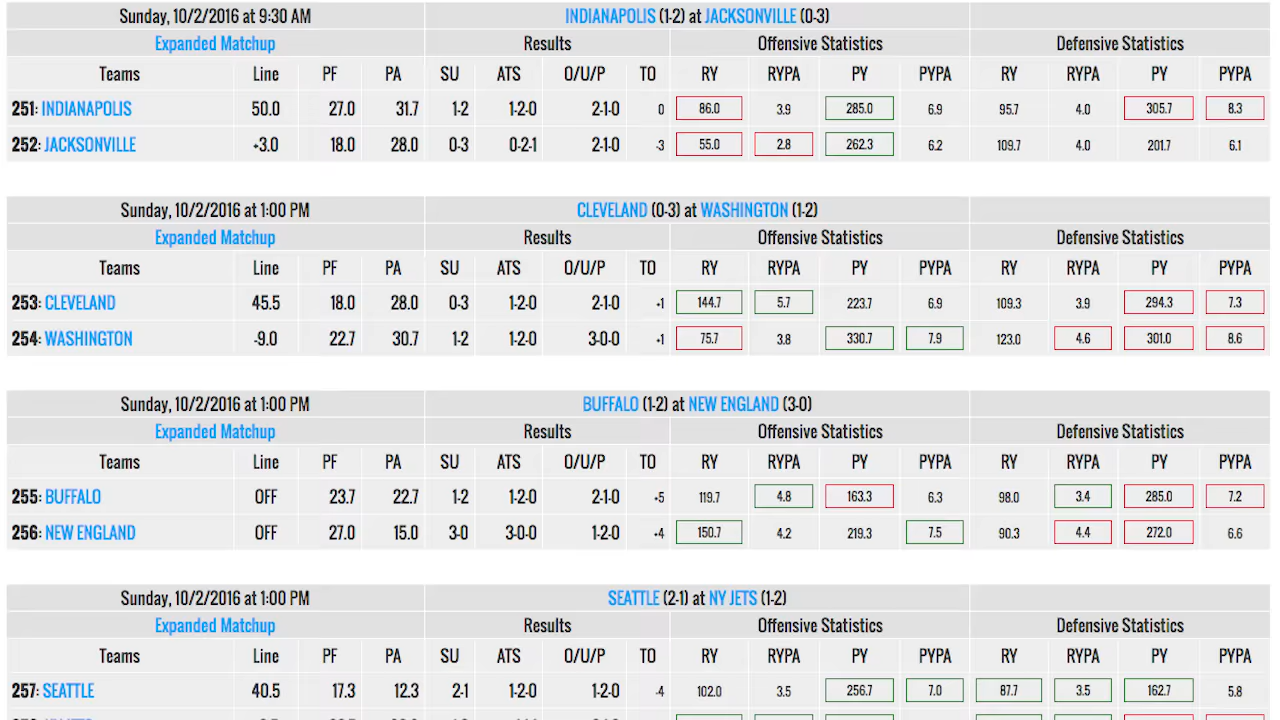 Sunday, 10/2/2016 at 9:30 AM INDIANAPOLIS (1-2) at JACKSONVILLE (0-3)
Expanded Matchup Results Offensive Statistics Defensive Statistics
Teams Line PF PA SU ATS O/U/P TO RY RYPA PY PYPA RY RYPA PY PYPA
251: INDIANAPOLIS 50.0 27.0 31.7 1-2 1-2-0 2-1-0 0 86.0 3.9 285.0 6.9 95.7 4.0 305.7 8.3
252: JACKSONVILLE +3.0 18.0 28.0 0-3 0-2-1 2-1-0 -3 55.0 2.8 262.3 6.2 109.7 4.0 201.7 6.1
Sunday, 10/2/2016 at 1:00 PM CLEVELAND (0-3) at WASHINGTON (1-2)
Expanded Matchup Results Offensive Statistics Defensive Statistics
Teams Line PF PA SU ATS O/U/P TO RY RYPA PY PYPA RY RYPA PY PYPA
253: CLEVELAND 45.5 18.0 28.0 0-3 1-2-0 2-1-0 +1 144.7 5.7 223.7 6.9 109.3 3.9 294.3 7.3
254: WASHINGTON -9.0 22.7 30.7 1-2 1-2-0 3-0-0 +1 75.7 3.8 330.7 7.9 123.0 4.6 301.0 8.6
Sunday, 10/2/2016 at 1:00 PM BUFFALO (1-2) at NEW ENGLAND (3-0)
Expanded Matchup Results Offensive Statistics Defensive Statistics
Teams Line PF PA SU ATS O/U/P TO RY RYPA PY PYPA RY RYPA PY PYPA
255: BUFFALO OFF 23.7 22.7 1-2 1-2-0 2-1-0 +5 119.7 4.8 163.3 6.3 98.0 3.4 285.0 7.2
256: NEW ENGLAND OFF 27.0 15.0 3-0 3-0-0 1-2-0 +4 150.7 4.2 219.3 7.5 90.3 4.4 272.0 6.6
Sunday, 10/2/2016 at 1:00 PM SEATTLE (2-1) at NY JETS (1-2)
Expanded Matchup Results Offensive Statistics Defensive Statistics
Teams Line PF PA SU ATS O/U/P TO RY RYPA PY PYPA RY RYPA PY PYPA
257: SEATTLE 40.5 17.3 12.3 2-1 1-2-0 1-2-0 -4 102.0 3.5 256.7 7.0 87.7 3.5 162.7 5.8